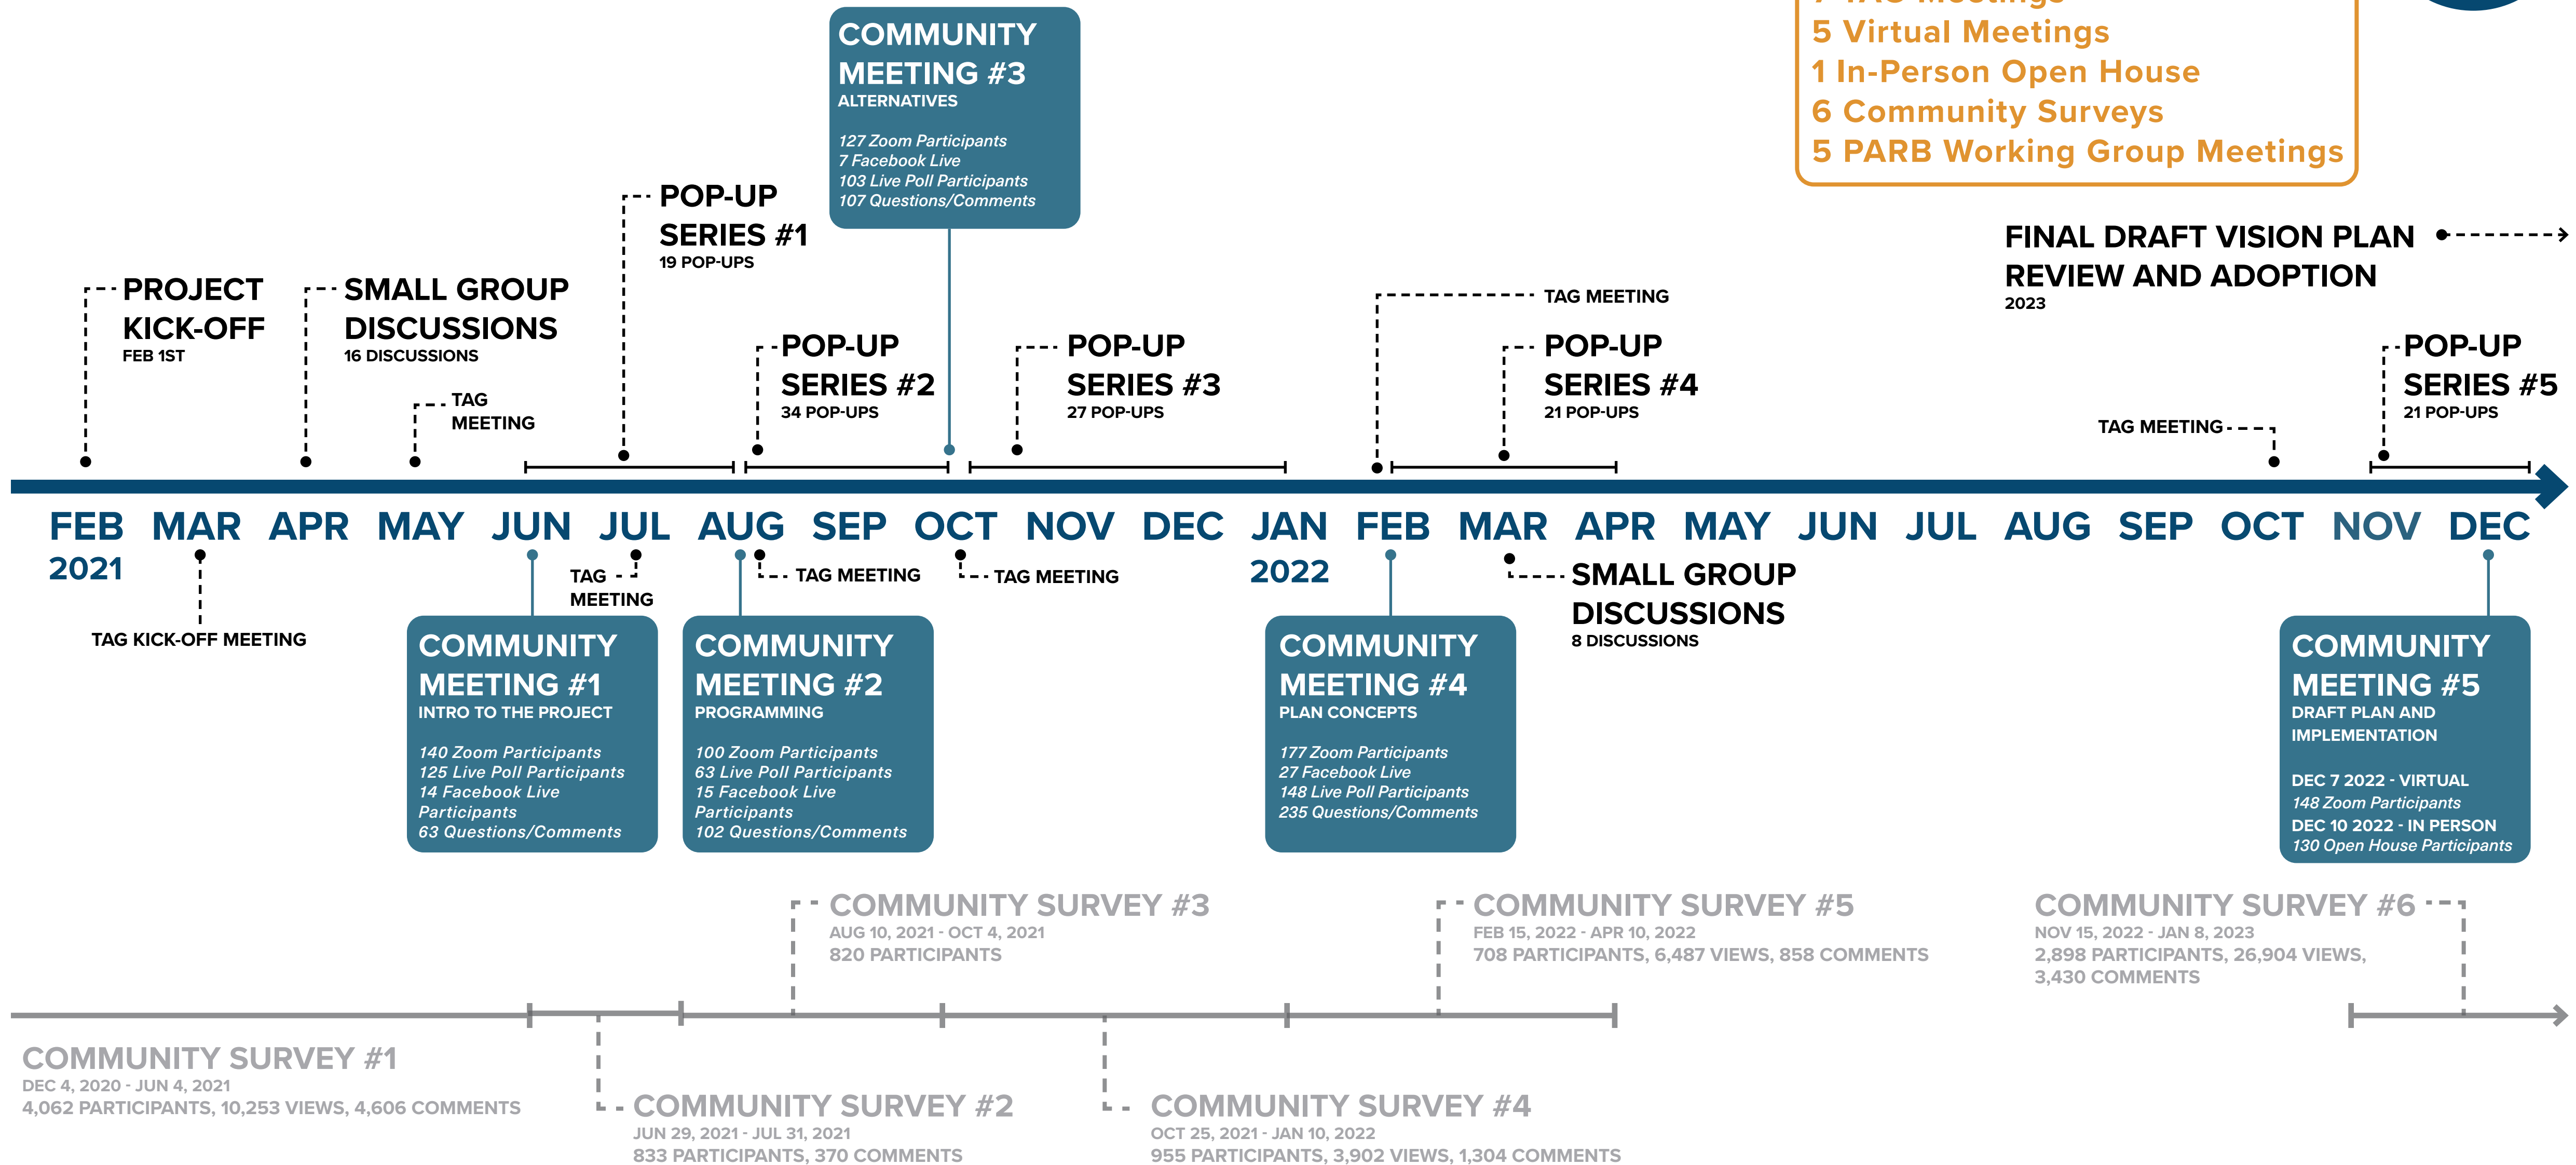 5 Virtual Meetings
1 In-Person Open House
6 Community Surveys
5 PARB Working Group Meetings
COMMUNITY
MEETING #3
ALTERNATIVES
127 Zoom Participants
7 Facebook Live
103 Live Poll Participants
107 Questions/Comments
PROJECT
KICK-OFF
FEB 1ST
SMALL GROUP
DISCUSSIONS
16 DISCUSSIONS
TAG
MEETING
POP-UP
SERIES #1
19 POP-UPS
POP-UP
SERIES #2
34 POP-UPS
POP-UP
SERIES #3
27 POP-UPS
TAG MEETING
POP-UP
SERIES #4
21 POP-UPS
FINAL DRAFT VISION PLAN
REVIEW AND ADOPTION
2023
TAG MEETING
POP-UP
SERIES #5
21 POP-UPS
FEB MAR APR MAY JUN JUL AUG SEP OCT NOV DEC JAN FEB MAR APR MAY JUN JUL AUG SEP OCT NOV DEC
2021
2022
TAG KICK-OFF MEETING
TAG
MEETING
TAG MEETING
TAG MEETING
SMALL GROUP
DISCUSSIONS
8 DISCUSSIONS
COMMUNITY
MEETING #1
INTRO TO THE PROJECT
140 Zoom Participants
125 Live Poll Participants
14 Facebook Live
Participants
63 Questions/Comments
COMMUNITY
MEETING #2
PROGRAMMING
100 Zoom Participants
63 Live Poll Participants
15 Facebook Live
Participants
102 Questions/Comments
COMMUNITY
MEETING #4
PLAN CONCEPTS
177 Zoom Participants
27 Facebook Live
148 Live Poll Participants
235 Questions/Comments
COMMUNITY
MEETING #5
DRAFT PLAN AND
IMPLEMENTATION
DEC 7 2022 - VIRTUAL
148 Zoom Participants
DEC 10 2022 - IN PERSON
130 Open House Participants
COMMUNITY SURVEY #3
AUG 10, 2021 - OCT 4, 2021
820 PARTICIPANTS
COMMUNITY SURVEY #5
FEB 15, 2022 - APR 10, 2022
708 PARTICIPANTS, 6,487 VIEWS, 858 COMMENTS
COMMUNITY SURVEY #6
NOV 15, 2022 - JAN 8, 2023
2,898 PARTICIPANTS, 26,904 VIEWS,
3,430 COMMENTS
COMMUNITY SURVEY #1
DEC 4, 2020 - JUN 4, 2021
4,062 PARTICIPANTS, 10,253 VIEWS, 4,606 COMMENTS
COMMUNITY SURVEY #2
JUN 29, 2021 - JUL 31, 2021
833 PARTICIPANTS, 370 COMMENTS
COMMUNITY SURVEY #4
OCT 25, 2021 - JAN 10, 2022
955 PARTICIPANTS, 3,902 VIEWS, 1,304 COMMENTS